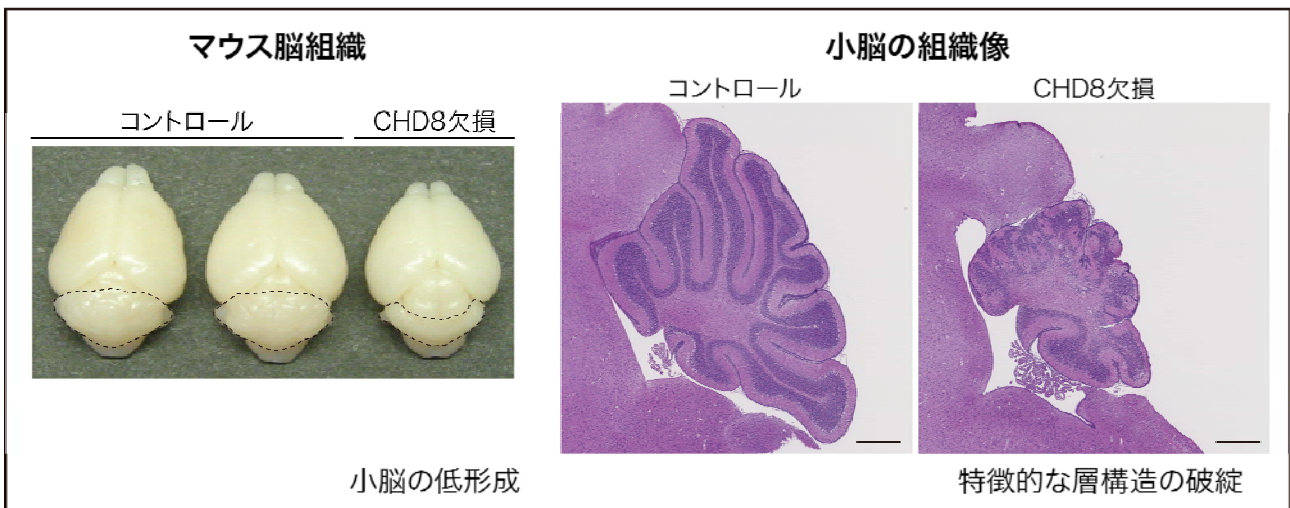 マウス脳組織
コントロール
CHD8欠損
小脳の低形成
小脳の組織像
コントロール
CHD8欠損
特徴的な層構造の破綻